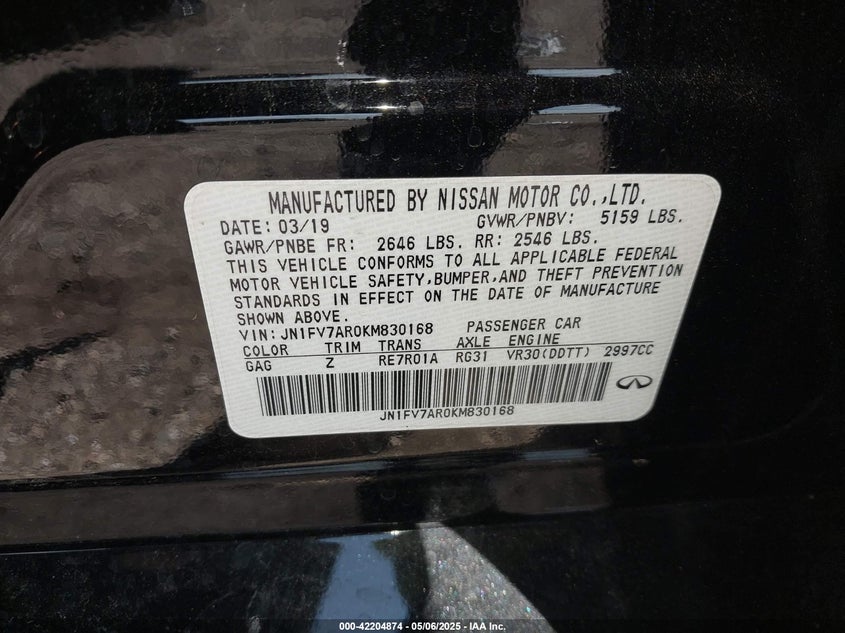 MANUFACTURED BY NISSAN MOTOR CO.,LTD.
DATE: 03/19 GVWR/PNBV: 5159 LBS.
GAWR/PNBE FR: 2646 LBS. RR: 2546 LBS.
THIS VEHICLE CONFORMS TO ALL APPLICABLE FEDERAL
MOTOR VEHICLE SAFETY,BUMPER,AND THEFT PREVENTION
STANDARDS IN EFFECT ON THE DATE OF MANUFACTURE
SHOWN ABOVE.
VIN: JN1FV7AR0KM830168 PASSENGER CAR
COLOR TRIM TRANS AXLE ENGINE
GAG Z RE7R01A RG31 VR30(DDTT) 2997CC
JN1FV7AR0KM830168
000-42204874 - 05/06/2025 - IAA Inc.